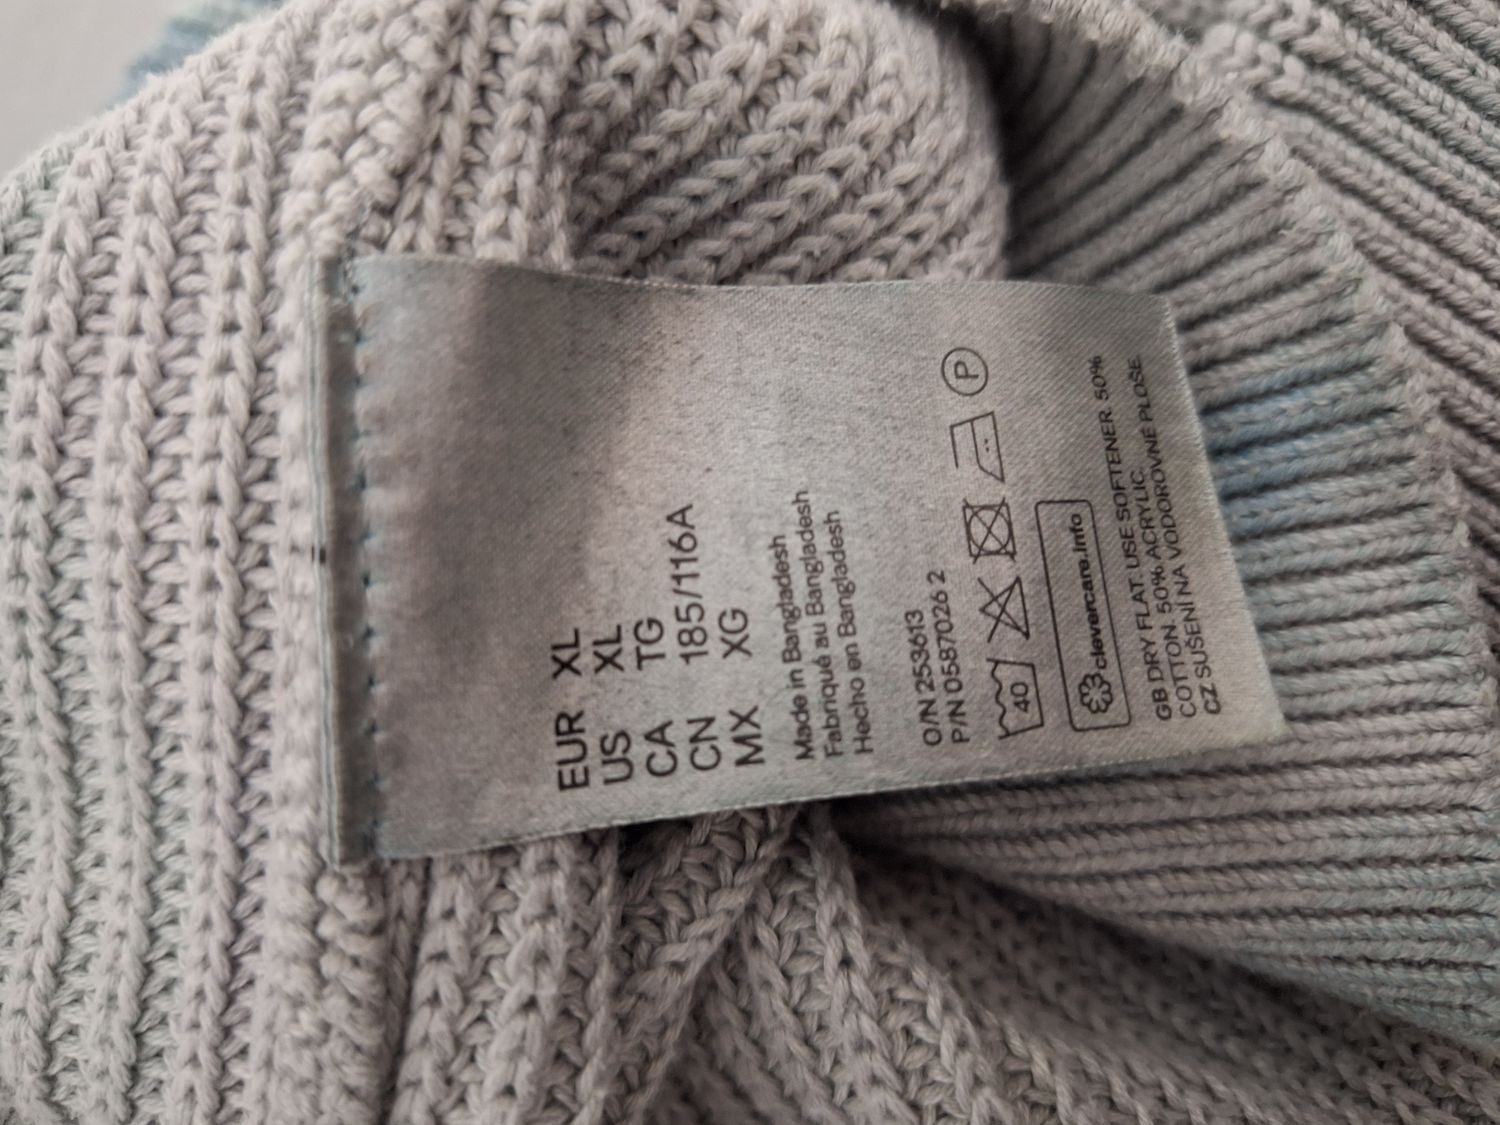 EUR XL
US XL
CA TG
CN 185/116A
MX XG
Made in Bangladesh
Fabriqué au Bangladesh
Hecho en Bangladesh
O/N 253613
P/N 0587026 2
40 P
clevercare.info
GB DRY FLAT. USE SOFTENER. 50%
COTTON. 50% ACRYLIC.
CZ SUŠENÍ NA VODOROVNÉ PLOŠE.